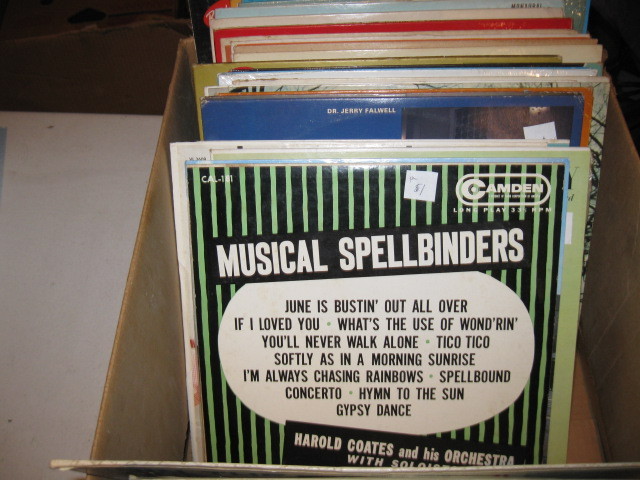 MONAURAL
DR. JERRY FALWELL
CAL-181
$1
CAMDEN
LONG PLAY 33⅓ RPM
MUSICAL SPELLBINDERS
JUNE IS BUSTIN' OUT ALL OVER
IF I LOVED YOU • WHAT'S THE USE OF WOND'RIN'
YOU'LL NEVER WALK ALONE • TICO TICO
SOFTLY AS IN A MORNING SUNRISE
I'M ALWAYS CHASING RAINBOWS • SPELLBOUND
CONCERTO • HYMN TO THE SUN
GYPSY DANCE
HAROLD COATES and his ORCHESTRA
WITH